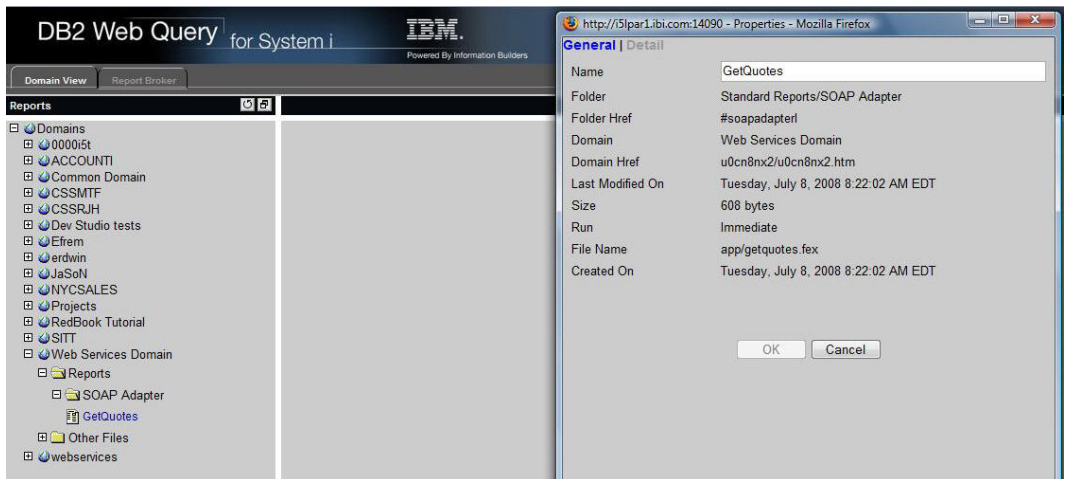 DB2 Web Query for System i
IBM.
Powered By Information Builders
Domain View
Report Broker
Reports
Domains
0000i5t
ACCOUNTI
Common Domain
CSSMTF
CSSRJH
Dev Studio tests
Efrem
erdwin
JaSoN
NYCSALES
Projects
RedBook Tutorial
SITT
Web Services Domain
Reports
SOAP Adapter
GetQuotes
Other Files
webservices
http://i5lpar1.ibi.com:14090 - Properties - Mozilla Firefox
General | Detail
Name GetQuotes
Folder Standard Reports/SOAP Adapter
Folder Href #soapadapterl
Domain Web Services Domain
Domain Href u0cn8nx2/u0cn8nx2.htm
Last Modified On Tuesday, July 8, 2008 8:22:02 AM EDT
Size 608 bytes
Run Immediate
File Name app/getquotes.fex
Created On Tuesday, July 8, 2008 8:22:02 AM EDT
OK Cancel